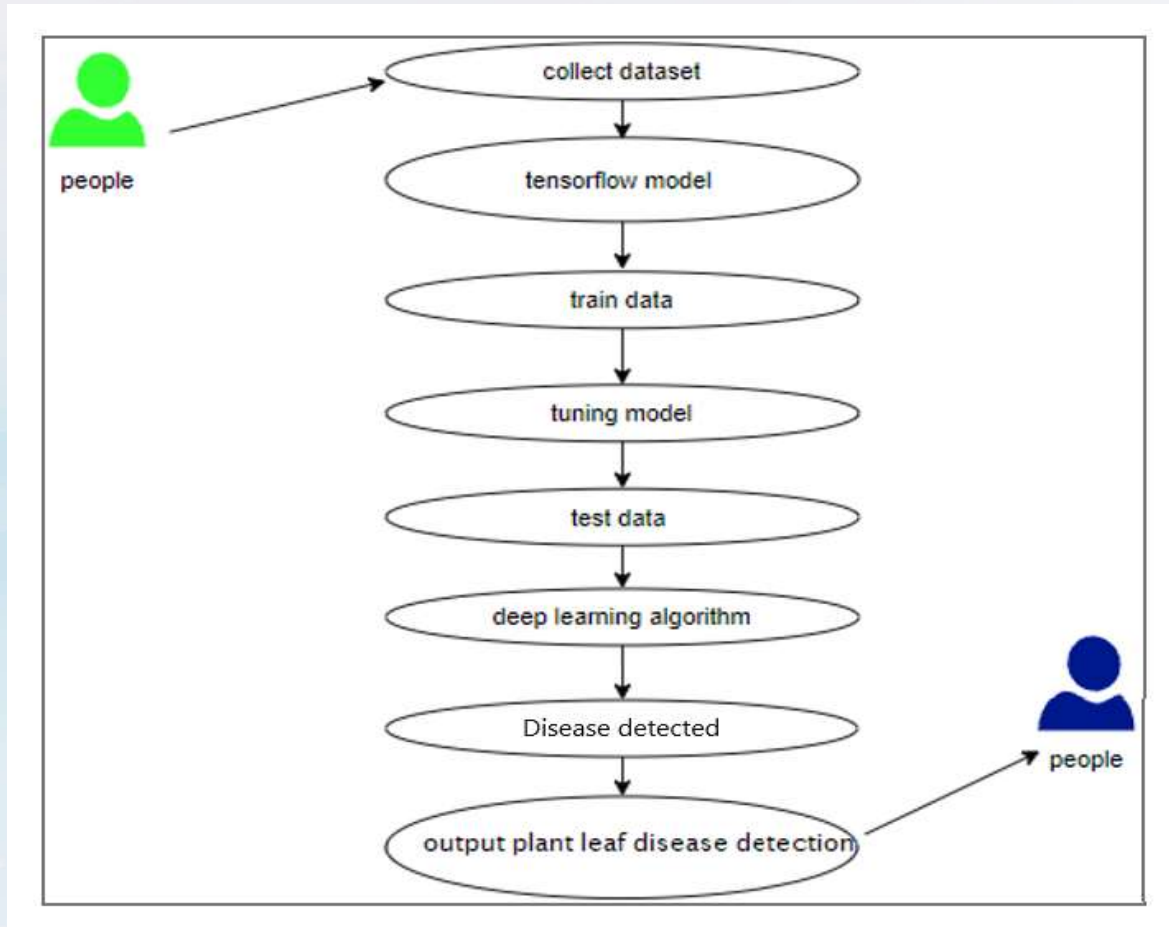 people
collect dataset
tensorflow model
train data
tuning model
test data
deep learning algorithm
Disease detected
people
output plant leaf disease detection